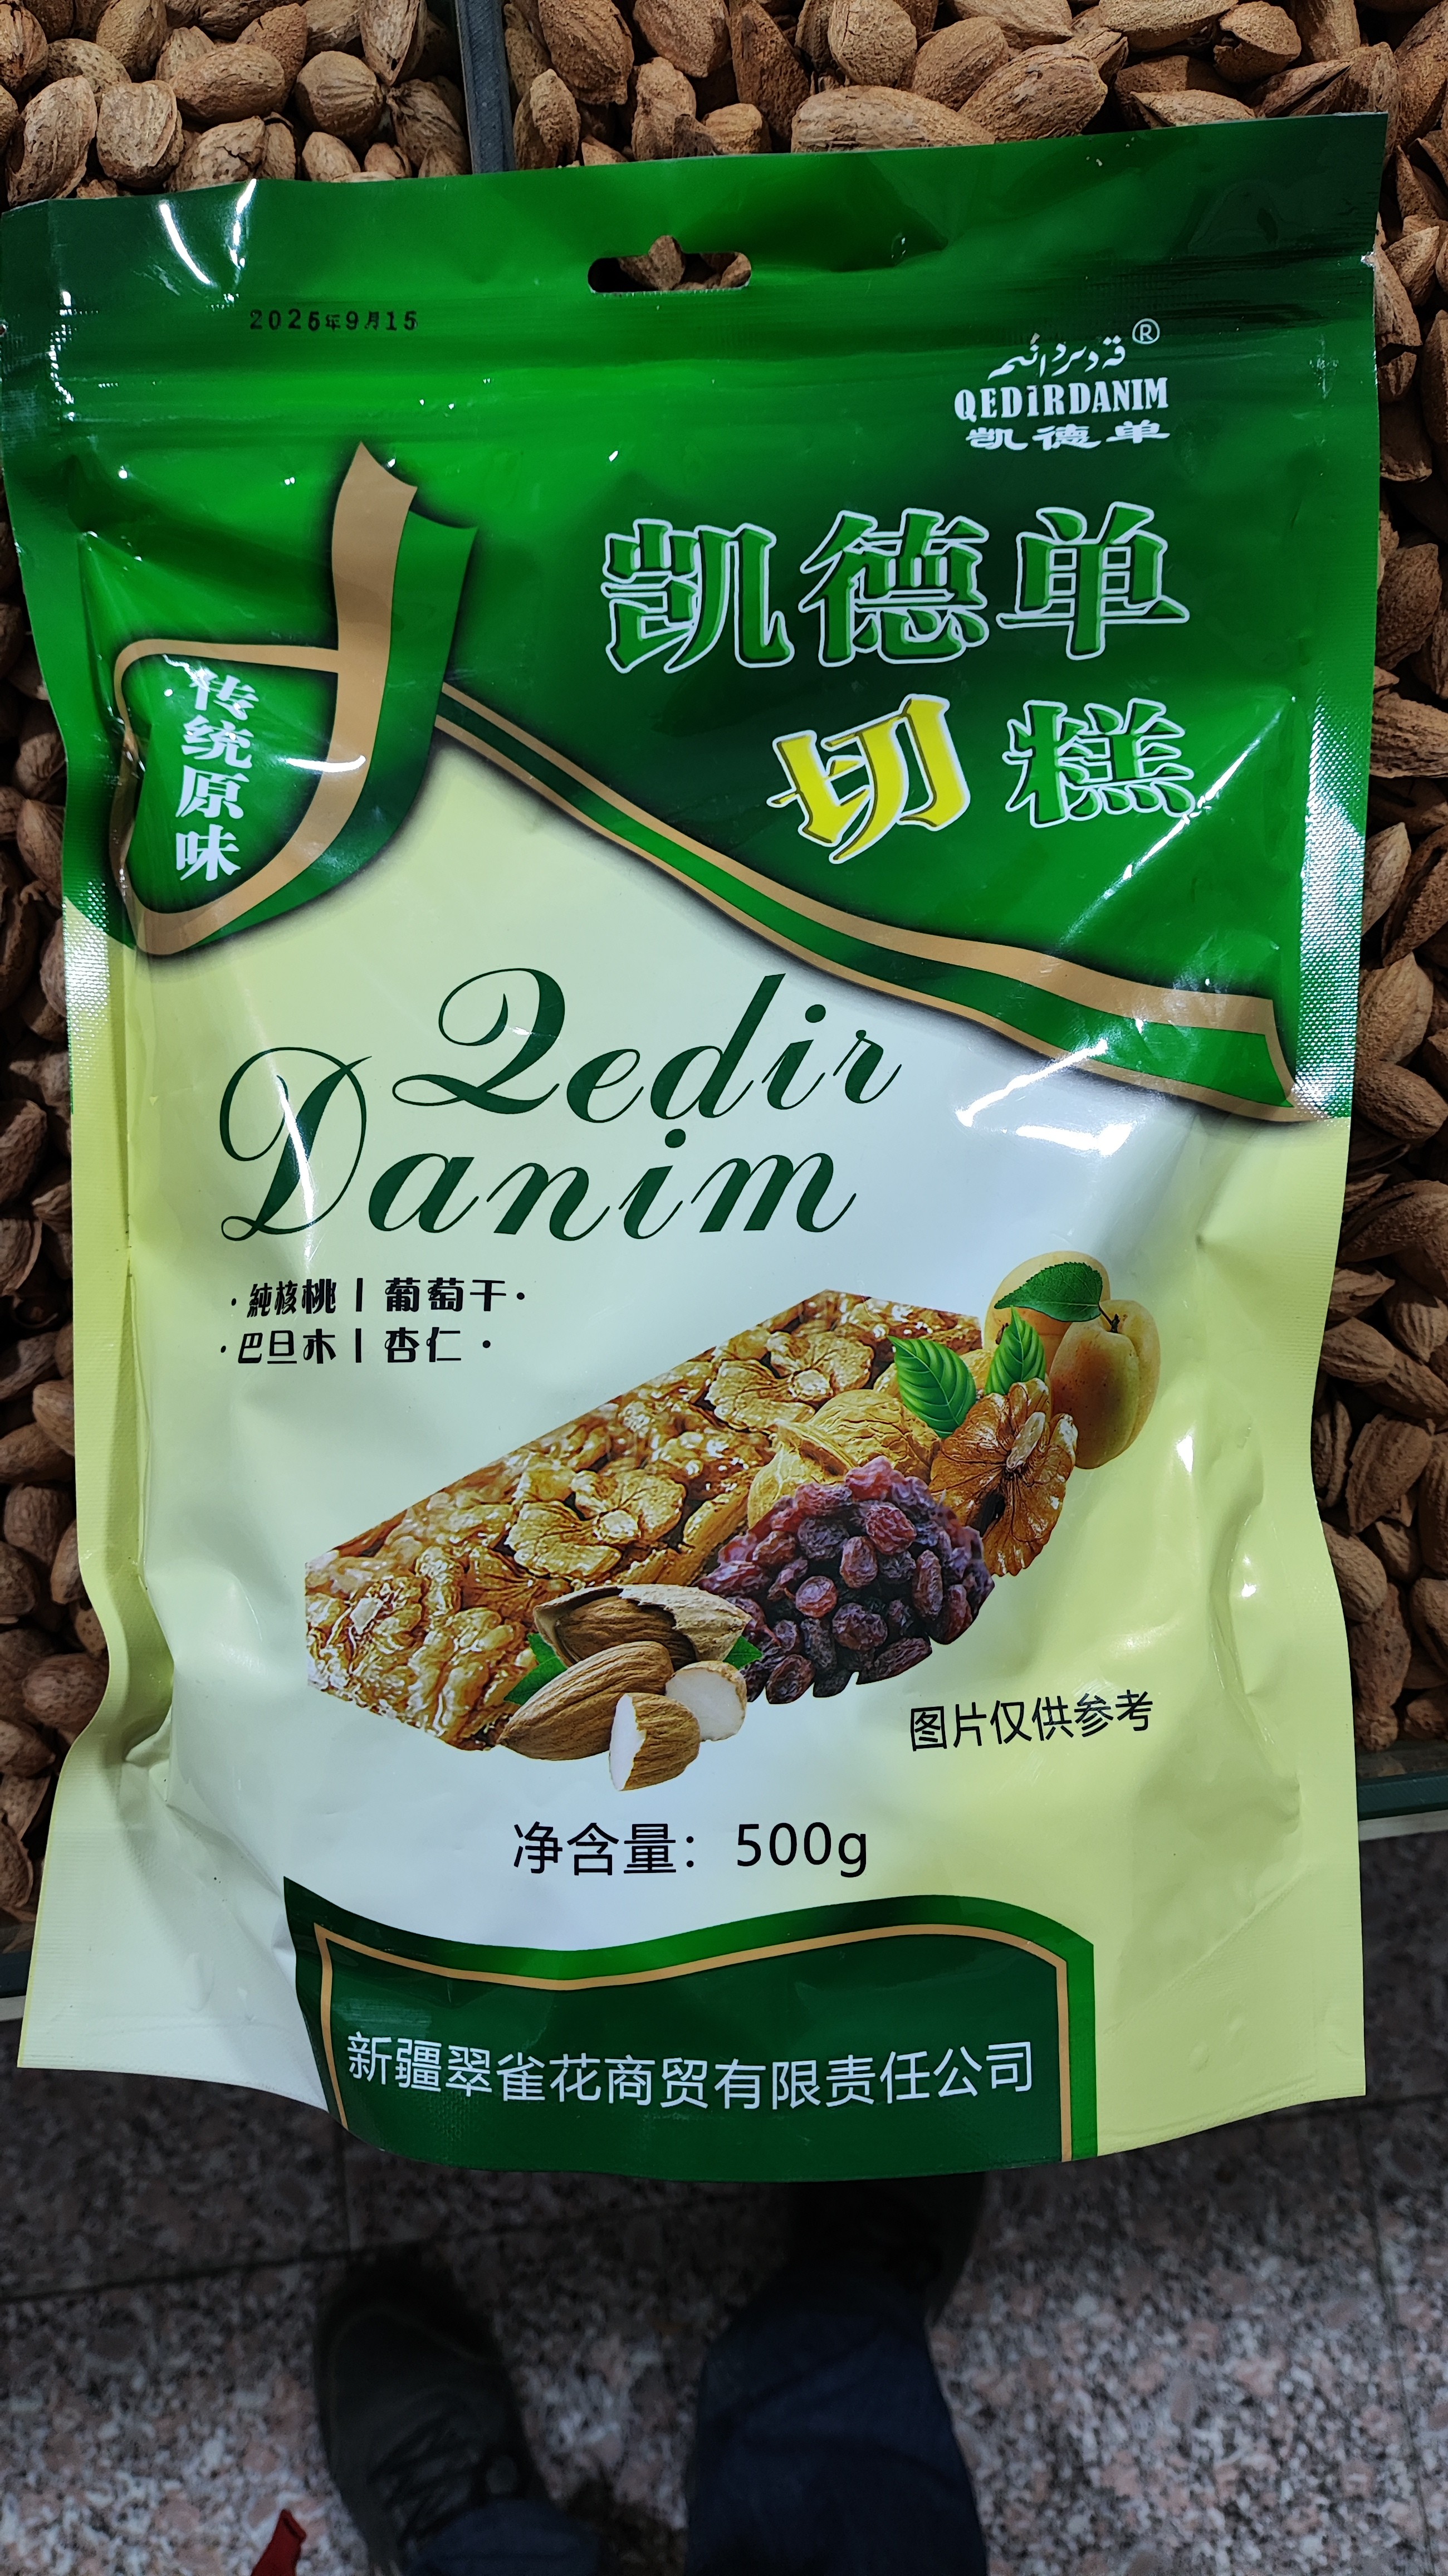 2025年9月15
قەدىردانىم®
QEDIRDANIM
凯德单
凯德单
切糕
传统原味
Qedir
Danim
·純核桃丨葡萄干·
·巴旦木丨杏仁·
图片仅供参考
净含量：500g
新疆翠雀花商贸有限责任公司